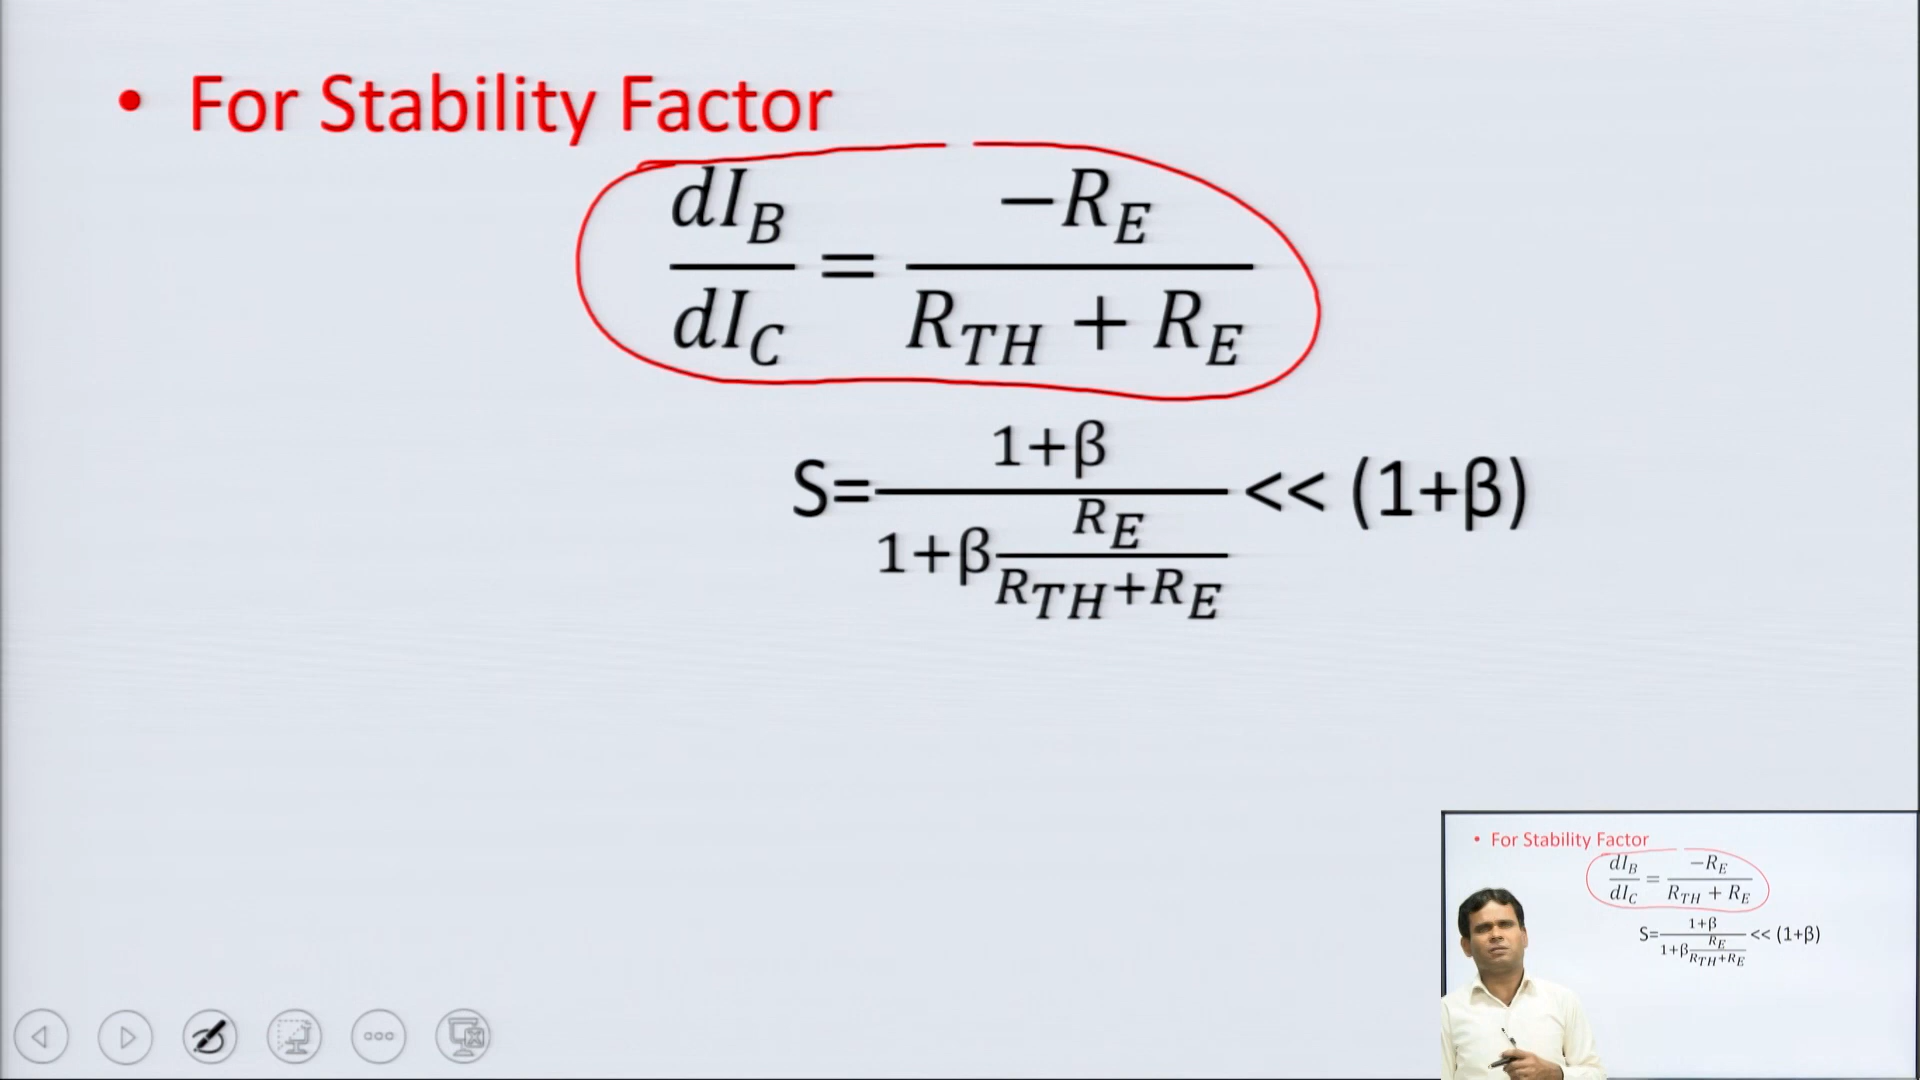 • For Stability Factor
dI_B/dI_C = −R_E/(R_TH + R_E)
S= (1+β)/(1+β R_E/(R_TH+R_E)) << (1+β)
• For Stability Factor
dI_B/dI_C = −R_E/(R_TH + R_E)
S= (1+β)/(1+β R_E/(R_TH+R_E)) << (1+β)